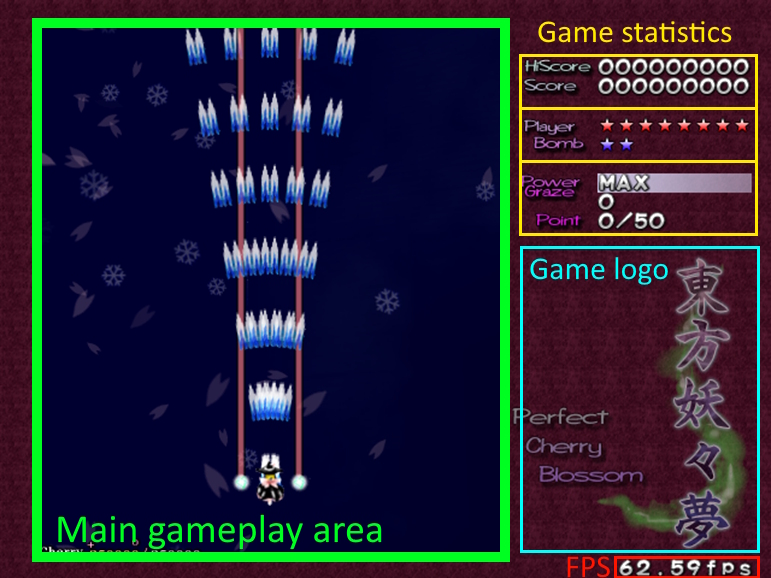 Game statistics
HiScore 000000000
Score 000000000
Player ★★★★★★★★
Bomb ★★
Power MAX
Graze 0
Point 0/50
Game logo
東方妖々夢
Perfect
Cherry
Blossom
Main gameplay area
Cherry
FPS 62.59fps